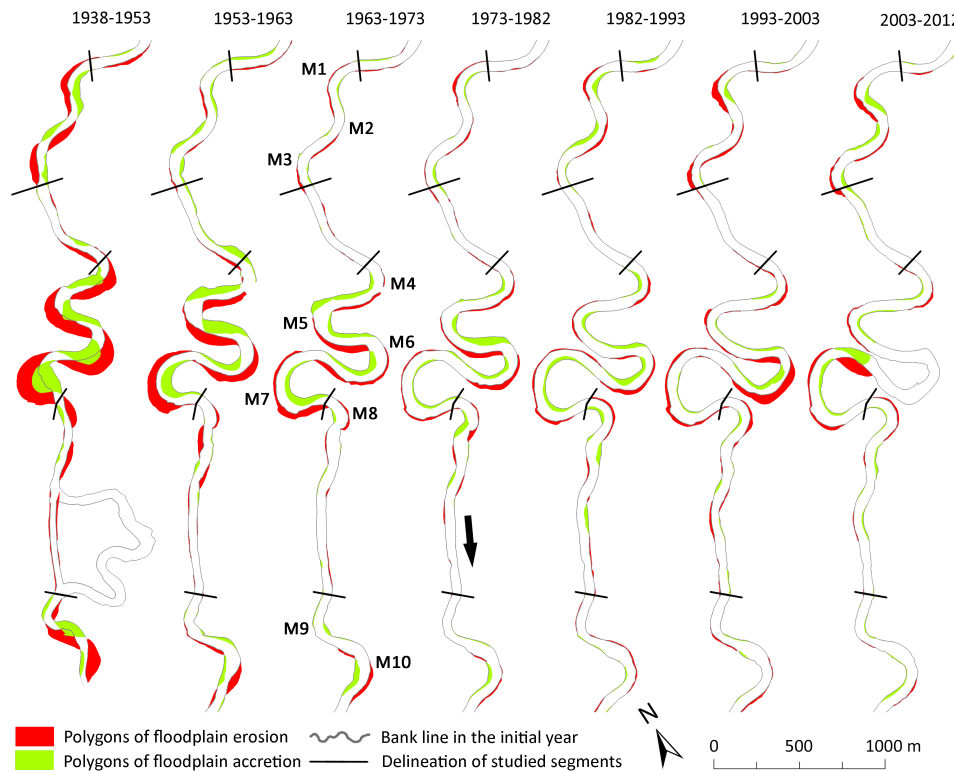 1938-1953 1953-1963 1963-1973 1973-1982 1982-1993 1993-2003 2003-2012
M1
M2
M3
M4
M5
M6
M7
M8
M9
M10
N
Polygons of floodplain erosion Bank line in the initial year
Polygons of floodplain accretion Delineation of studied segments
0 500 1000 m